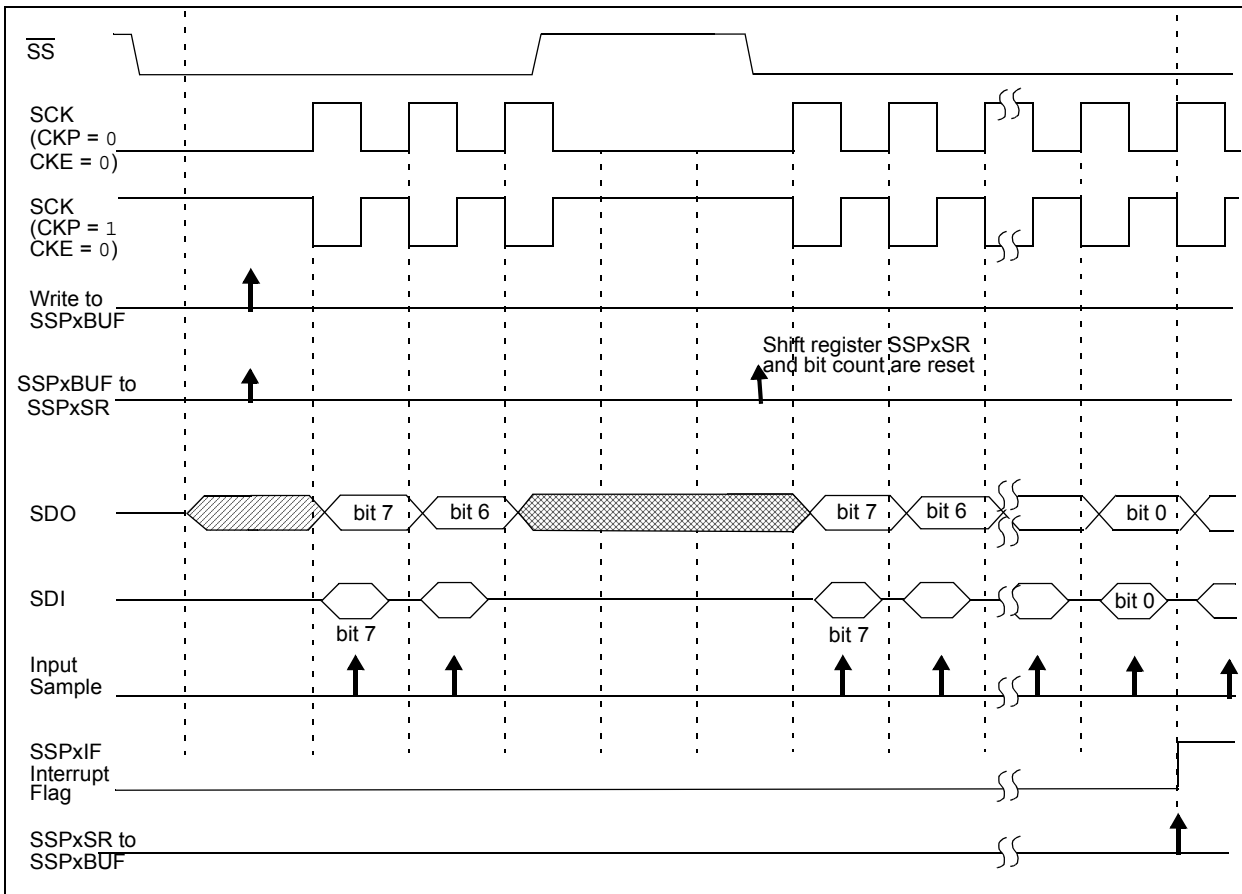 SS
SCK
(CKP = 0
CKE = 0)
SCK
(CKP = 1
CKE = 0)
Write to
SSPxBUF
Shift register SSPxSR
and bit count are reset
SSPxBUF to
SSPxSR
SDO
bit 7
bit 6
bit 7
bit 6
bit 0
SDI
bit 0
bit 7
bit 7
Input
Sample
SSPxIF
Interrupt
Flag
SSPxSR to
SSPxBUF